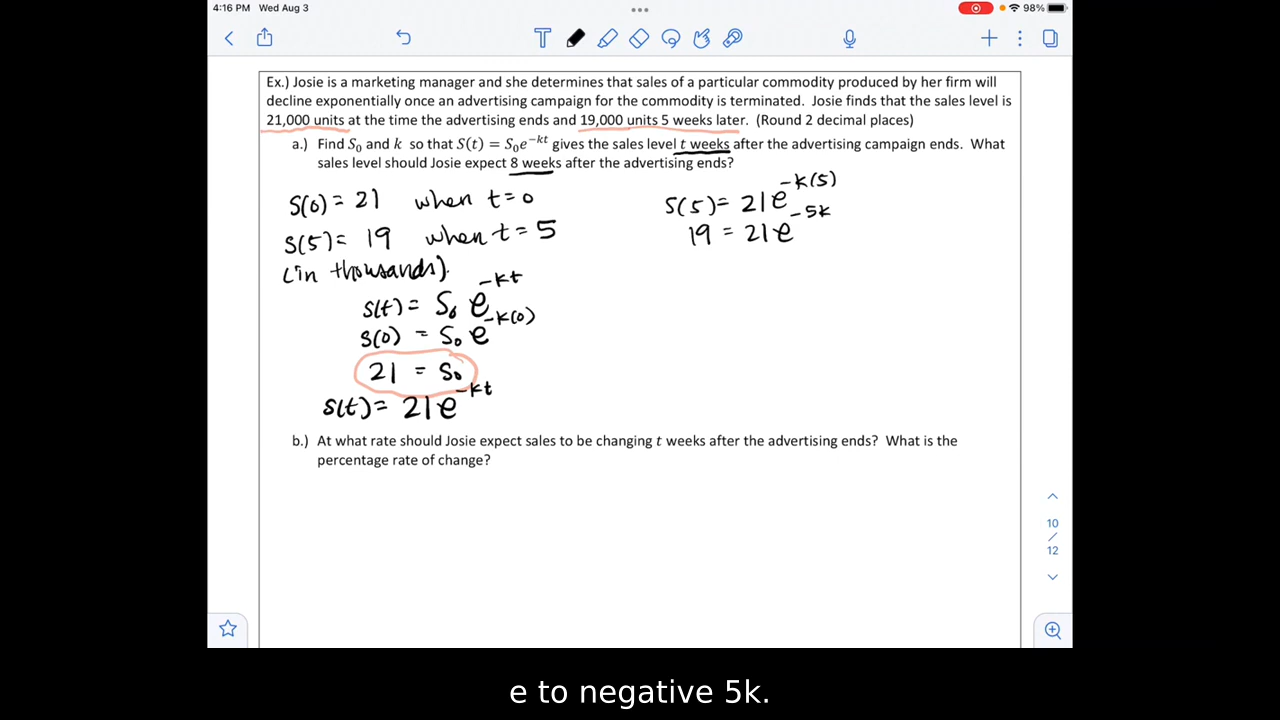 4:16 PM Wed Aug 3
98%
Ex.) Josie is a marketing manager and she determines that sales of a particular commodity produced by her firm will
decline exponentially once an advertising campaign for the commodity is terminated. Josie finds that the sales level is
21,000 units at the time the advertising ends and 19,000 units 5 weeks later. (Round 2 decimal places)
a.) Find S₀ and k so that S(t) = S₀e^{-kt} gives the sales level t weeks after the advertising campaign ends. What
sales level should Josie expect 8 weeks after the advertising ends?
S(0) = 21 when t = 0
S(5) = 19 when t = 5
(in thousands).
S(t) = S₀ e^{-kt}
S(0) = S₀ e^{-k(0)}
21 = S₀
S(t) = 21e^{-kt}
S(5) = 21e^{-k(5)}
19 = 21e^{-5k}
b.) At what rate should Josie expect sales to be changing t weeks after the advertising ends? What is the
percentage rate of change?
10
/
12
e to negative 5k.